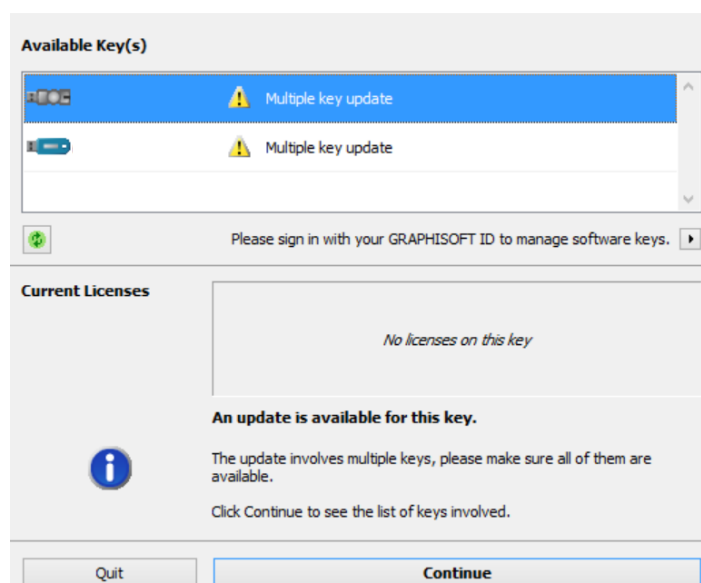 Available Key(s)
Multiple key update
Multiple key update
Please sign in with your GRAPHISOFT ID to manage software keys.
Current Licenses
No licenses on this key
An update is available for this key.
The update involves multiple keys, please make sure all of them are
available.
Click Continue to see the list of keys involved.
Quit
Continue